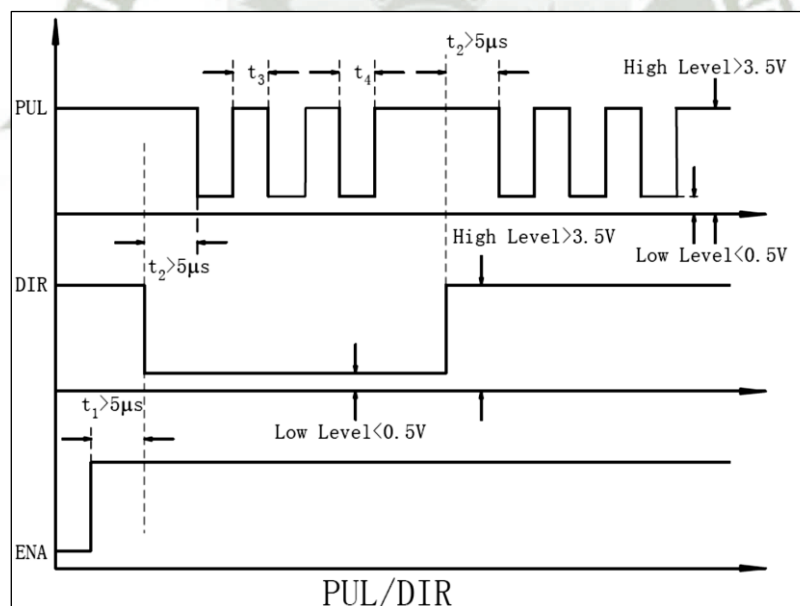 t2>5µs
t3
t4
High Level>3.5V
PUL
High Level>3.5V
Low Level<0.5V
t2>5µs
DIR
t1>5µs
Low Level<0.5V
ENA
PUL/DIR